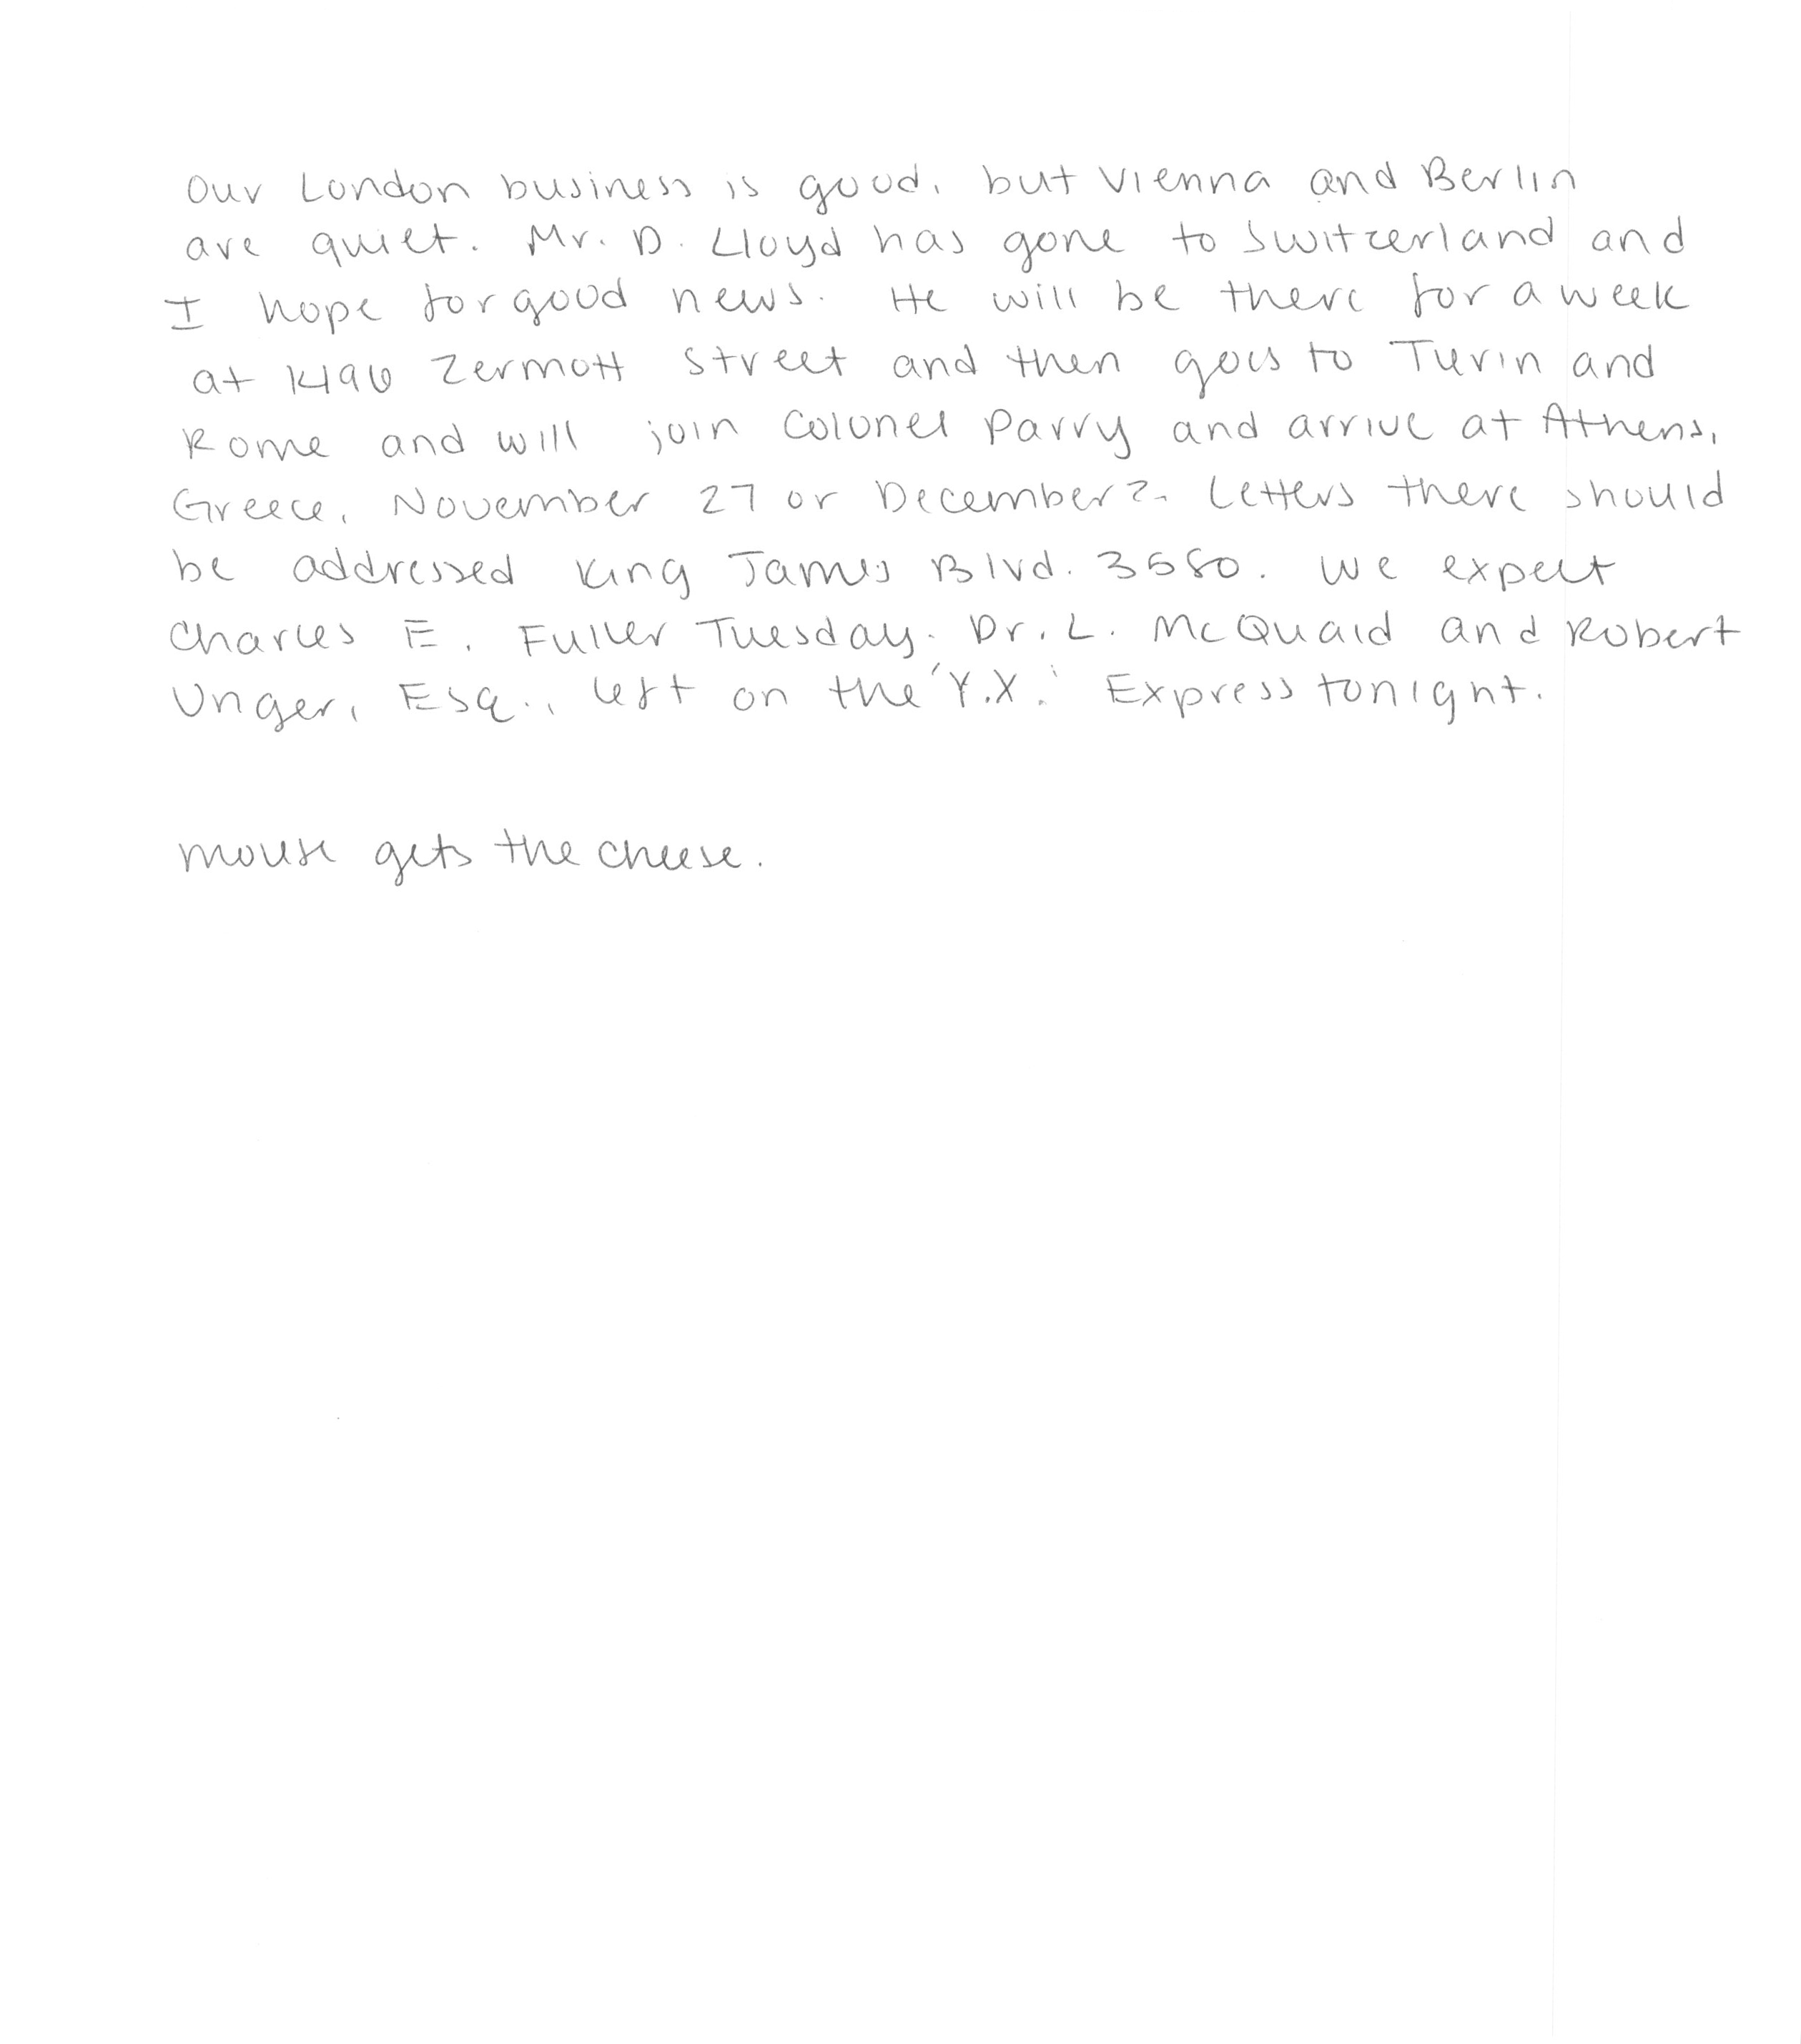 Our London business is good, but Vienna and Berlin
are quiet. Mr. D. Lloyd has gone to Switzerland and
I hope for good news. He will be there for a week
at 1496 Zermott Street and then goes to Turin and
Rome and will join Colonel Parry and arrive at Athens,
Greece, November 27 or December 2. Letters there should
be addressed King James Blvd. 3580. We expect
Charles E. Fuller Tuesday. Dr. L. McQuaid and Robert
Unger, Esq., left on the 'Y.X.' Express tonight.
mouse gets the cheese.